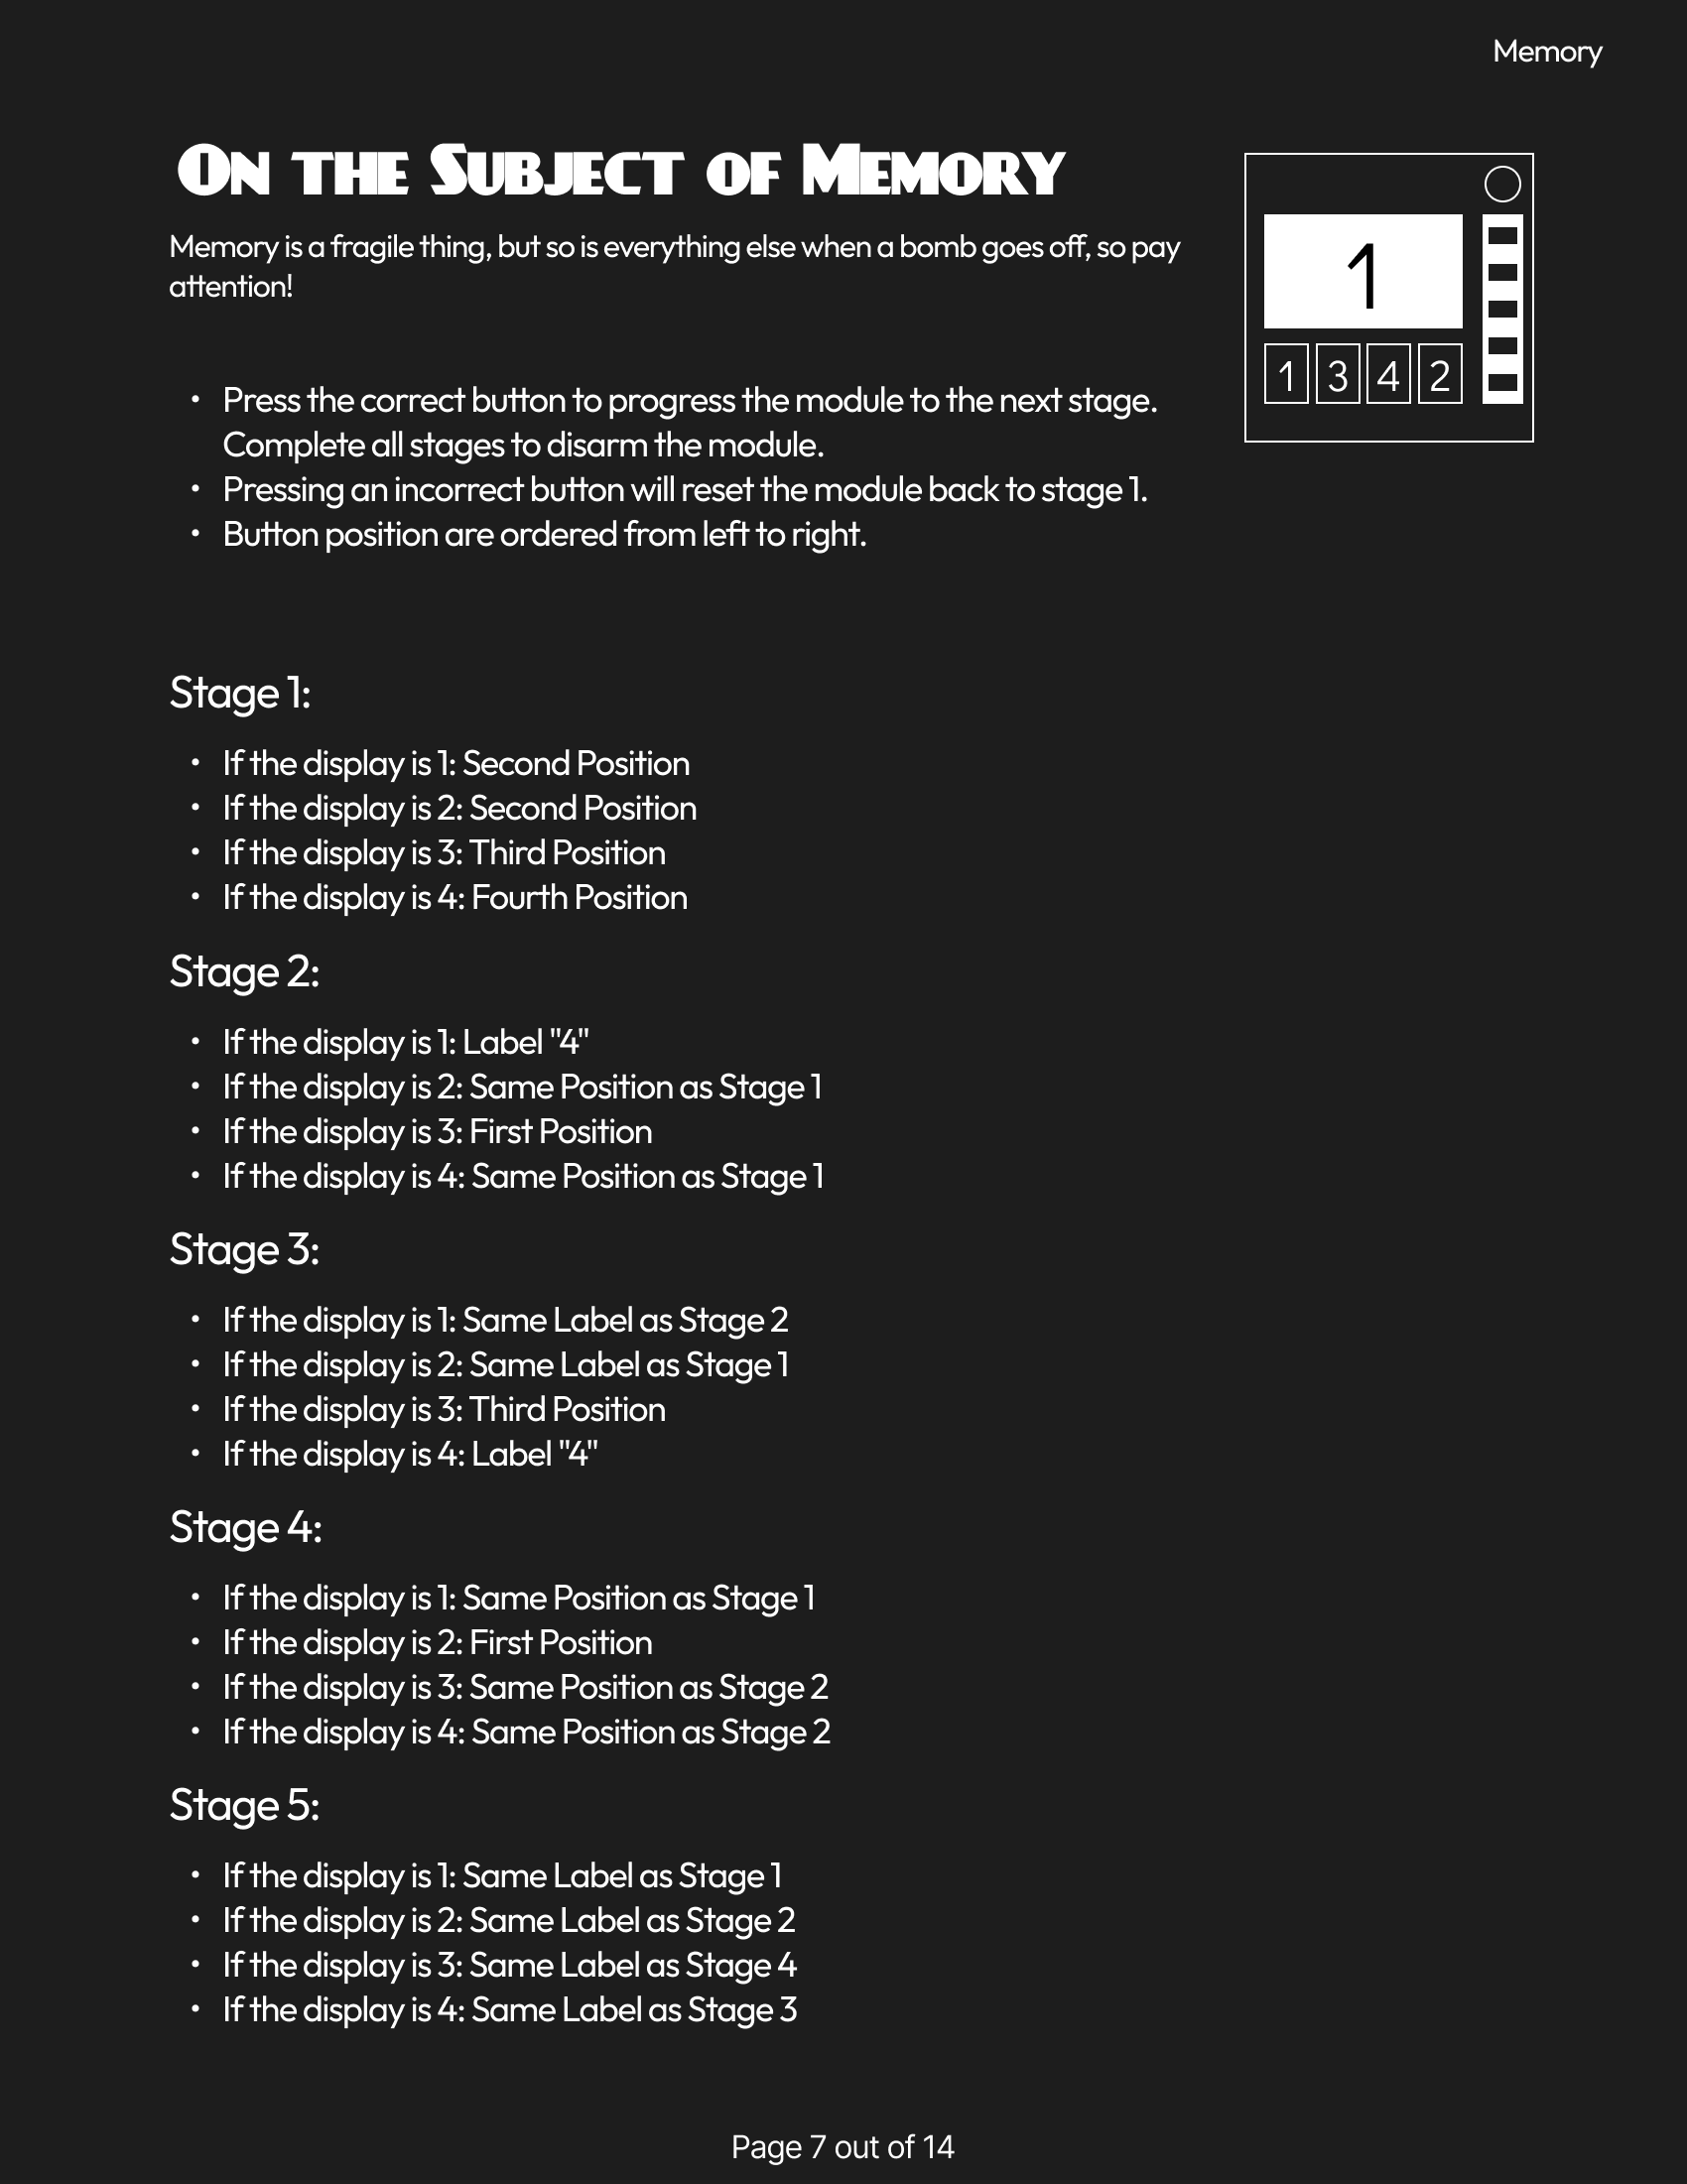 Memory
On the Subject of Memory
Memory is a fragile thing, but so is everything else when a bomb goes off, so pay
attention!
1
1 3 4 2
• Press the correct button to progress the module to the next stage.
Complete all stages to disarm the module.
• Pressing an incorrect button will reset the module back to stage 1.
• Button position are ordered from left to right.
Stage 1:
• If the display is 1: Second Position
• If the display is 2: Second Position
• If the display is 3: Third Position
• If the display is 4: Fourth Position
Stage 2:
• If the display is 1: Label "4"
• If the display is 2: Same Position as Stage 1
• If the display is 3: First Position
• If the display is 4: Same Position as Stage 1
Stage 3:
• If the display is 1: Same Label as Stage 2
• If the display is 2: Same Label as Stage 1
• If the display is 3: Third Position
• If the display is 4: Label "4"
Stage 4:
• If the display is 1: Same Position as Stage 1
• If the display is 2: First Position
• If the display is 3: Same Position as Stage 2
• If the display is 4: Same Position as Stage 2
Stage 5:
• If the display is 1: Same Label as Stage 1
• If the display is 2: Same Label as Stage 2
• If the display is 3: Same Label as Stage 4
• If the display is 4: Same Label as Stage 3
Page 7 out of 14